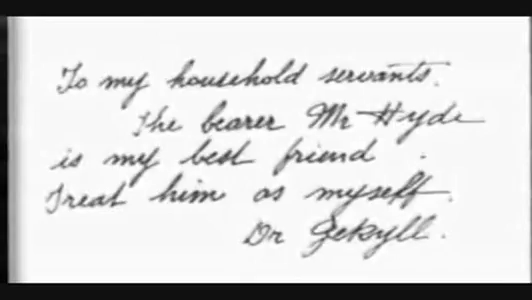 To my household servants.
The bearer Mr Hyde
is my best friend.
Treat him as myself.
Dr Jekyll.